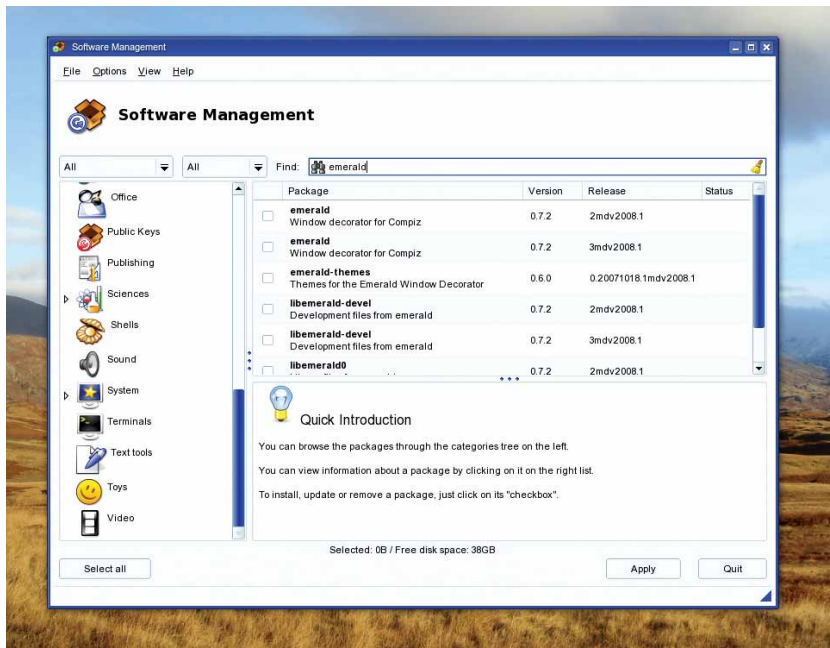 Software Management
File Options View Help
Software Management
All All Find: emerald
Package Version Release Status
emerald
Window decorator for Compiz 0.7.2 2mdv2008.1
emerald
Window decorator for Compiz 0.7.2 3mdv2008.1
emerald-themes
Themes for the Emerald Window Decorator 0.6.0 0.20071018.1mdv2008.1
libemerald-devel
Development files from emerald 0.7.2 2mdv2008.1
libemerald-devel
Development files from emerald 0.7.2 3mdv2008.1
libemerald0 0.7.2 2mdv2008.1
Office
Public Keys
Publishing
Sciences
Shells
Sound
System
Terminals
Text tools
Toys
Video
Quick Introduction
You can browse the packages through the categories tree on the left.
You can view information about a package by clicking on it on the right list.
To install, update or remove a package, just click on its "checkbox".
Selected: 0B / Free disk space: 38GB
Select all Apply Quit